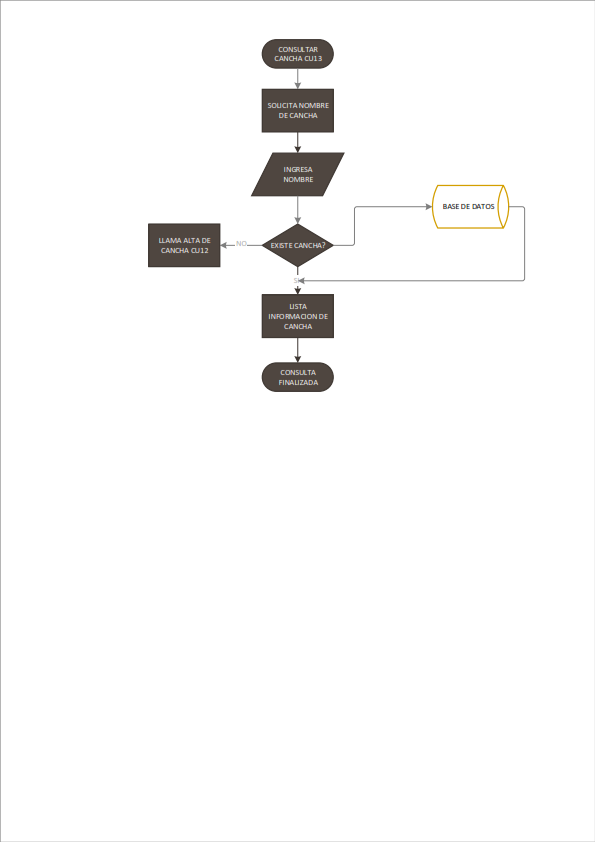 CONSULTAR
CANCHA CU13
SOLICITA NOMBRE
DE CANCHA
INGRESA
NOMBRE
BASE DE DATOS
LLAMA ALTA DE
CANCHA CU12
NO
EXISTE CANCHA?
SI
LISTA
INFORMACION DE
CANCHA
CONSULTA
FINALIZADA